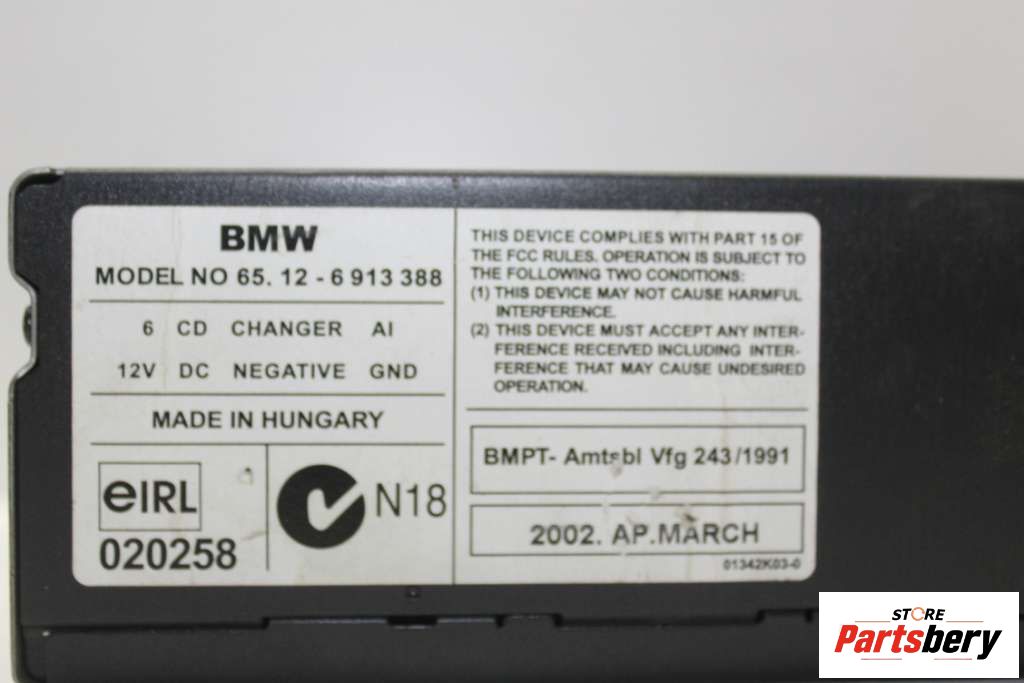 BMW
MODEL NO 65. 12 - 6 913 388
6 CD CHANGER AI
12V DC NEGATIVE GND
MADE IN HUNGARY
eIRL
020258
N18
THIS DEVICE COMPLIES WITH PART 15 OF
THE FCC RULES. OPERATION IS SUBJECT TO
THE FOLLOWING TWO CONDITIONS:
(1) THIS DEVICE MAY NOT CAUSE HARMFUL
INTERFERENCE.
(2) THIS DEVICE MUST ACCEPT ANY INTER-
FERENCE RECEIVED INCLUDING INTER-
FERENCE THAT MAY CAUSE UNDESIRED
OPERATION.
BMPT- Amtsbl Vfg 243/1991
2002. AP.MARCH
01342K03-0
STORE
Partsbery